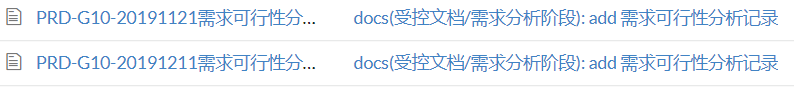 PRD-G10-20191121需求可行性分... docs(受控文档/需求分析阶段): add 需求可行性分析记录
PRD-G10-20191211需求可行性分... docs(受控文档/需求分析阶段): add 需求可行性分析记录